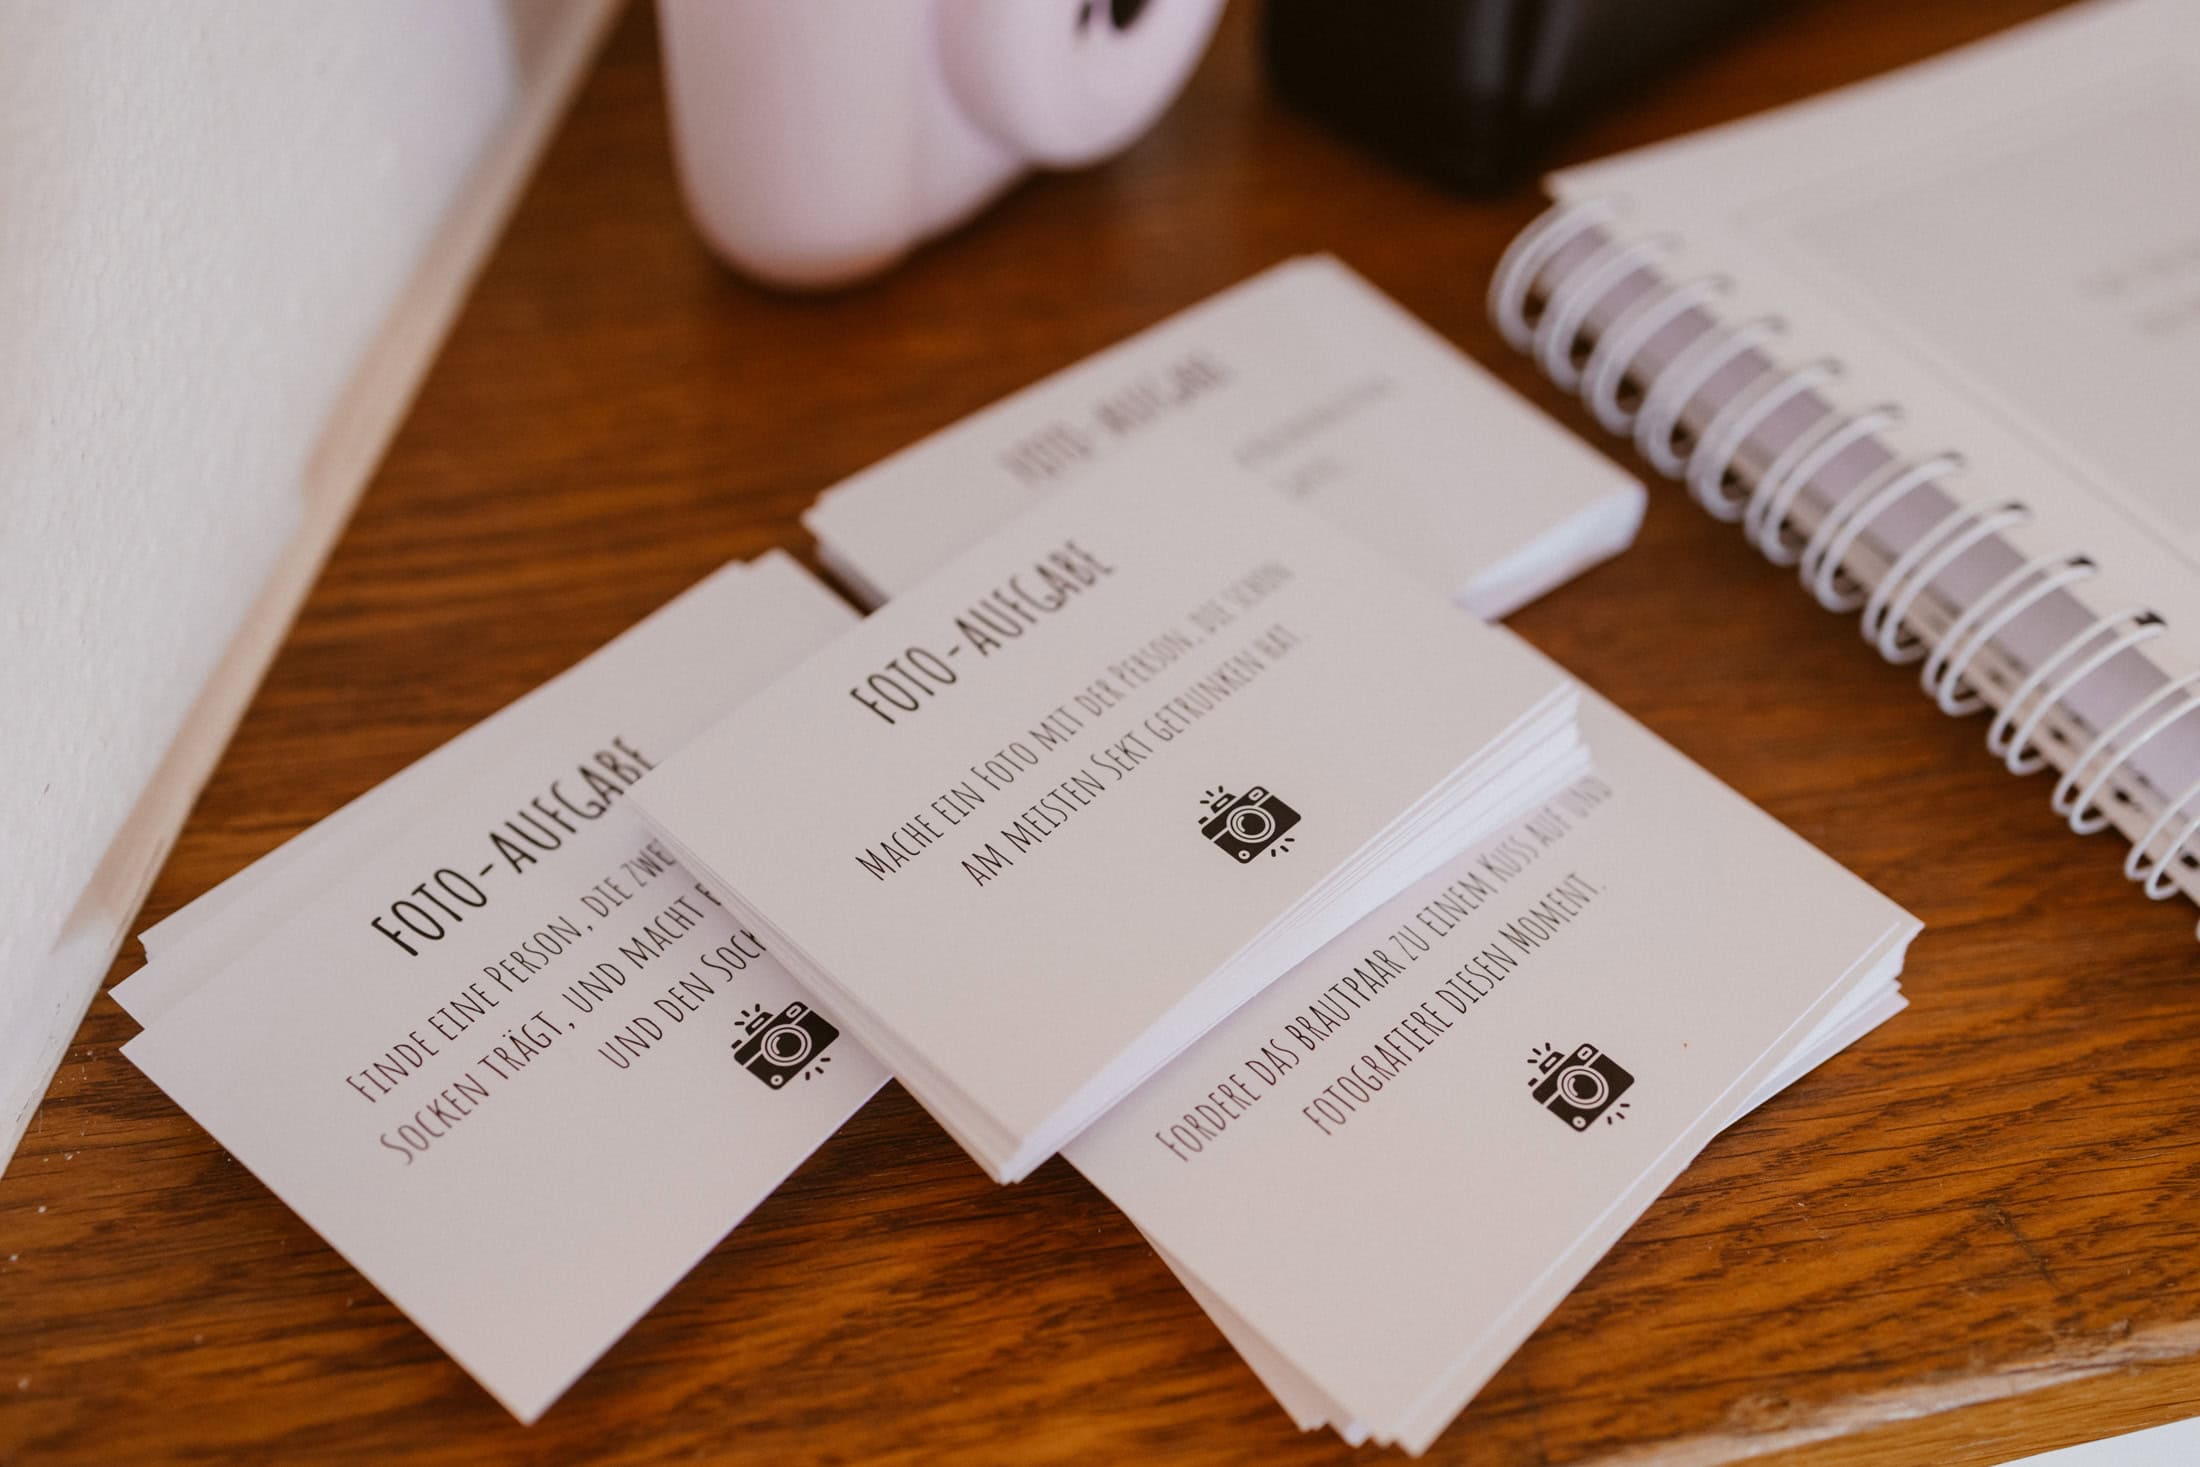 FOTO-AUFGABE
FOTO-AUFGABE
MACHE EIN FOTO MIT DER PERSON, DIE SCHON
AM MEISTEN SEKT GETRUNKEN HAT.
FOTO-AUFGABE
FINDE EINE PERSON, DIE
SOCKEN TRÄGT, UND MACHT
UND DEN
FORDERE DAS BRAUTPAAR ZU EINEM KUSS AUF UND
FOTOGRAFIERE DIESEN MOMENT.